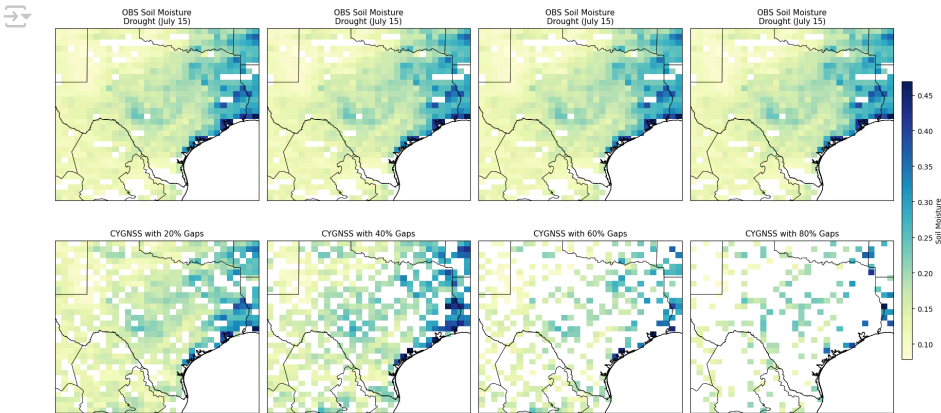 OBS Soil Moisture
Drought (July 15)
OBS Soil Moisture
Drought (July 15)
OBS Soil Moisture
Drought (July 15)
OBS Soil Moisture
Drought (July 15)
CYGNSS with 20% Gaps
CYGNSS with 40% Gaps
CYGNSS with 60% Gaps
CYGNSS with 80% Gaps
0.45
0.40
0.35
0.30
0.25
0.20
0.15
0.10
Soil Moisture